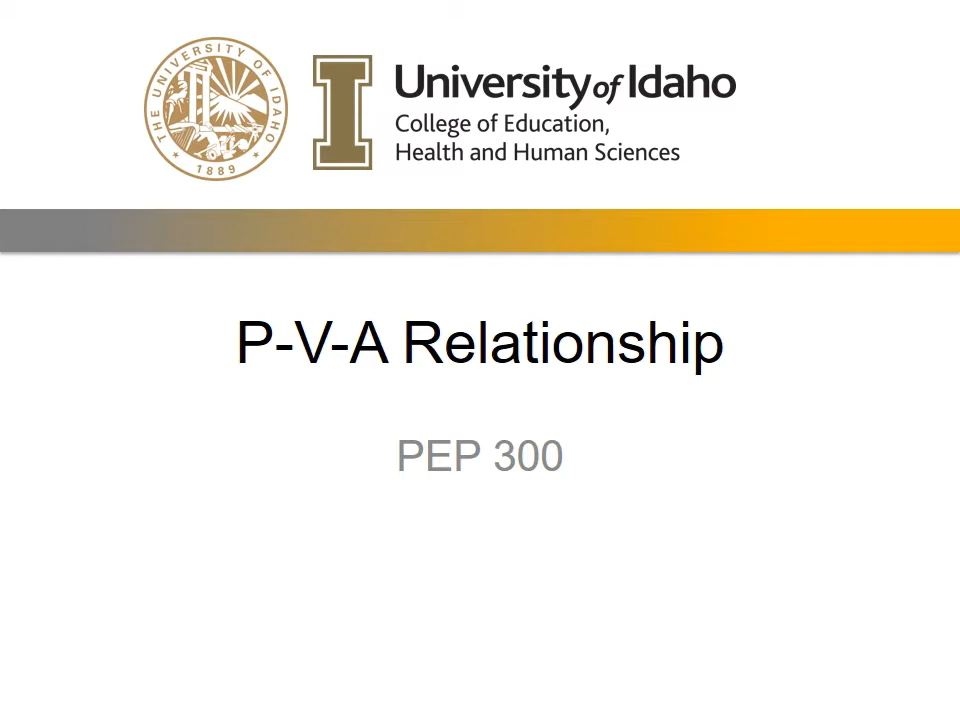 THE UNIVERSITY OF IDAHO
★ 1889 ★
I
University of Idaho
College of Education,
Health and Human Sciences
P-V-A Relationship
PEP 300